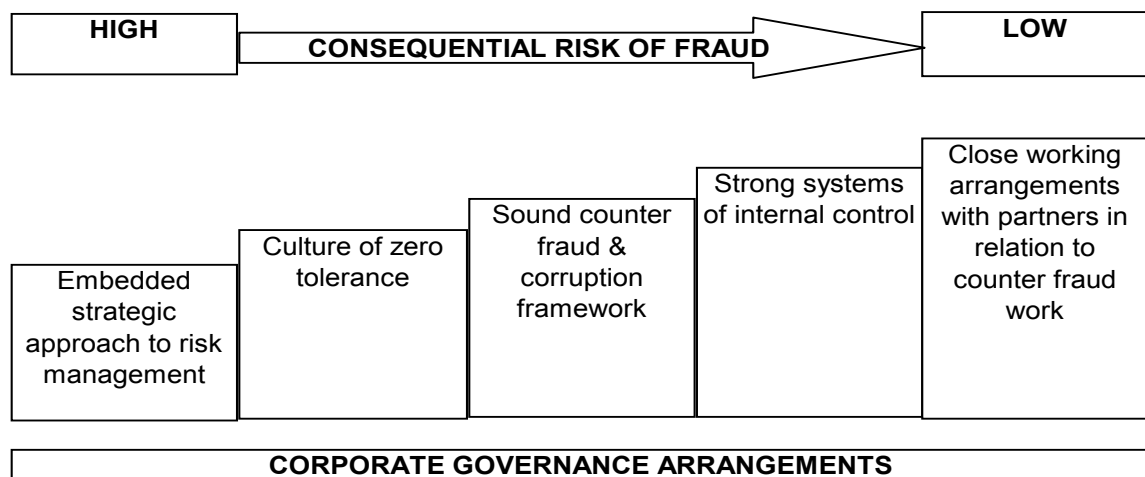 HIGH
CONSEQUENTIAL RISK OF FRAUD
LOW
Embedded
strategic
approach to risk
management
Culture of zero
tolerance
Sound counter
fraud &
corruption
framework
Strong systems
of internal control
Close working
arrangements
with partners in
relation to
counter fraud
work
CORPORATE GOVERNANCE ARRANGEMENTS